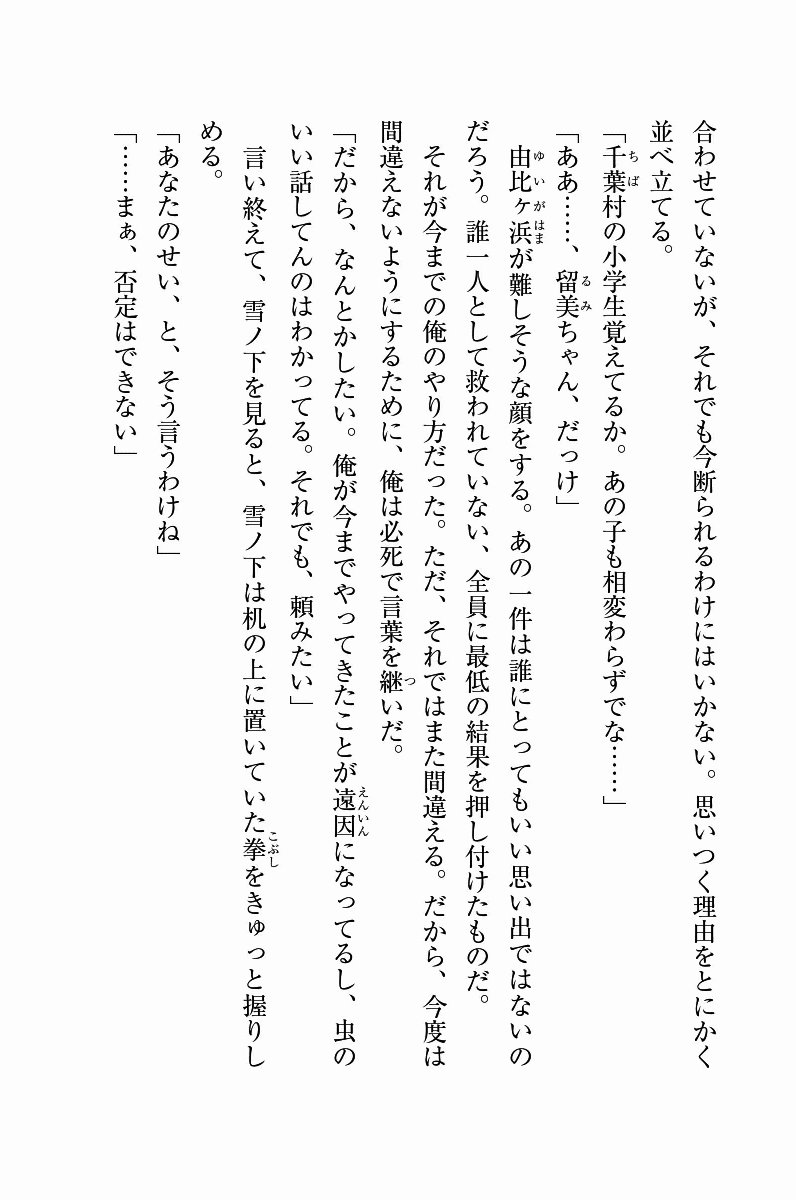 合わせていないが、それでも今断られるわけにはいかない。思いつく理由をとにかく
並べ立てる。
「千葉村の小学生覚えてるか。あの子も相変わらずでな……」
「ああ……、留美ちゃん、だっけ」
由比ヶ浜が難しそうな顔をする。あの一件は誰にとってもいい思い出ではないの
だろう。誰一人として救われていない、全員に最低の結果を押し付けたものだ。
それが今までの俺のやり方だった。ただ、それではまた間違える。だから、今度は
間違えないようにするために、俺は必死で言葉を継いだ。
「だから、なんとかしたい。俺が今までやってきたことが遠因になってるし、虫の
いい話してんのはわかってる。それでも、頼みたい」
言い終えて、雪ノ下を見ると、雪ノ下は机の上に置いていた拳をきゅっと握りし
める。
「あなたのせい、と、そう言うわけね」
「……まぁ、否定はできない」